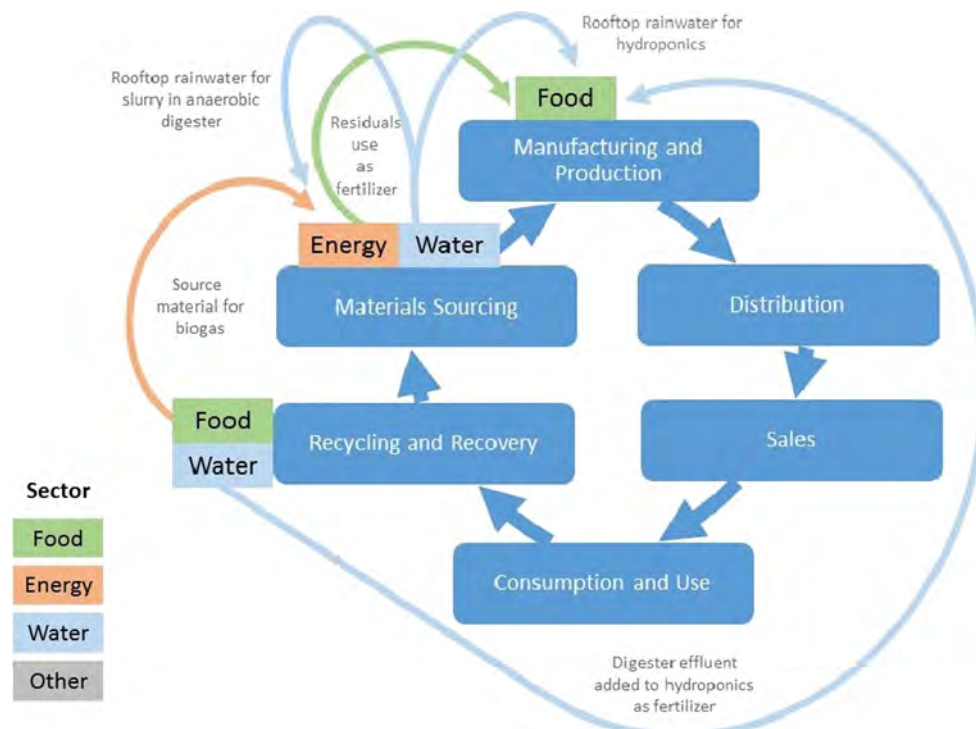 Rooftop rainwater for
hydroponics
Rooftop rainwater for
slurry in anaerobic
digester
Food
Residuals
use
as
fertilizer
Manufacturing and
Production
Energy
Water
Source
material for
biogas
Materials Sourcing
Distribution
Food
Water
Recycling and Recovery
Sales
Sector
Food
Energy
Water
Other
Consumption and Use
Digester effluent
added to hydroponics
as fertilizer